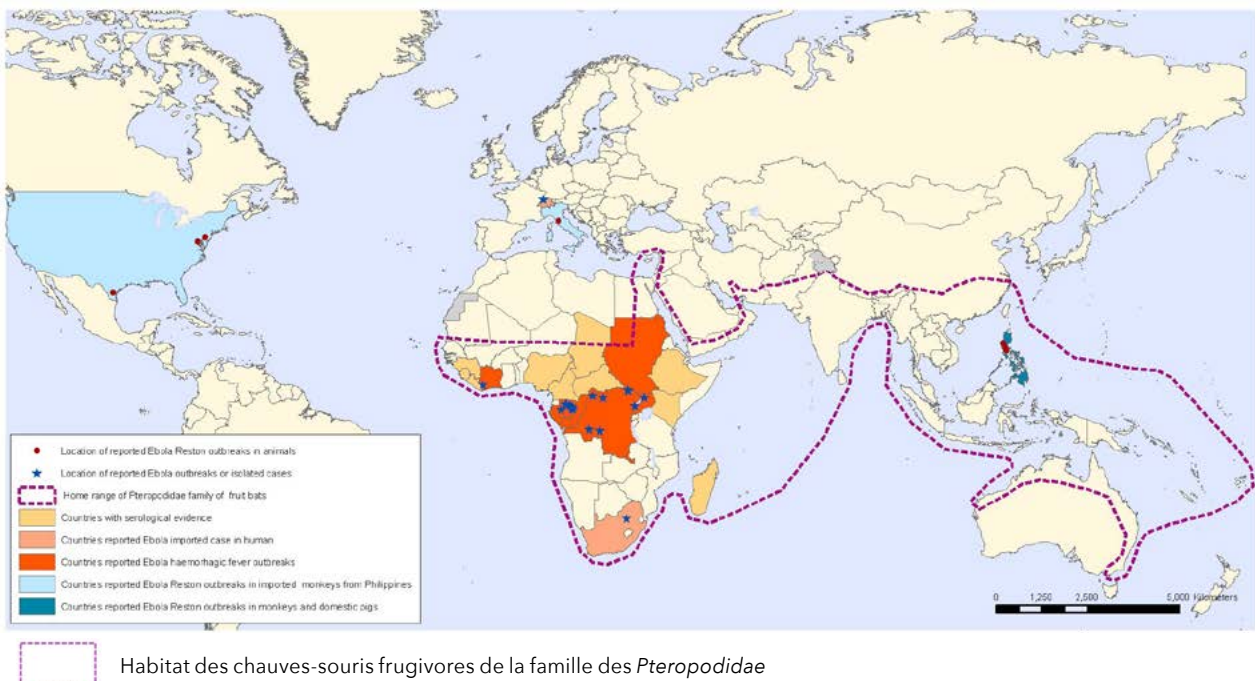 Location of reported Ebola Reston outbreaks in animals
Location of reported Ebola outbreaks or isolated cases
Home range of Pteropodidae family of fruit bats
Countries with serological evidence
Countries reported Ebola imported case in human
Countries reported Ebola haemorhagic fever outbreaks
Countries reported Ebola Reston outbreaks in imported monkeys from Philippines
Countries reported Ebola Reston outbreaks in monkeys and domestic pigs
0 1,250 2,500 5,000 Kilometers
Habitat des chauves-souris frugivores de la famille des Pteropodidae